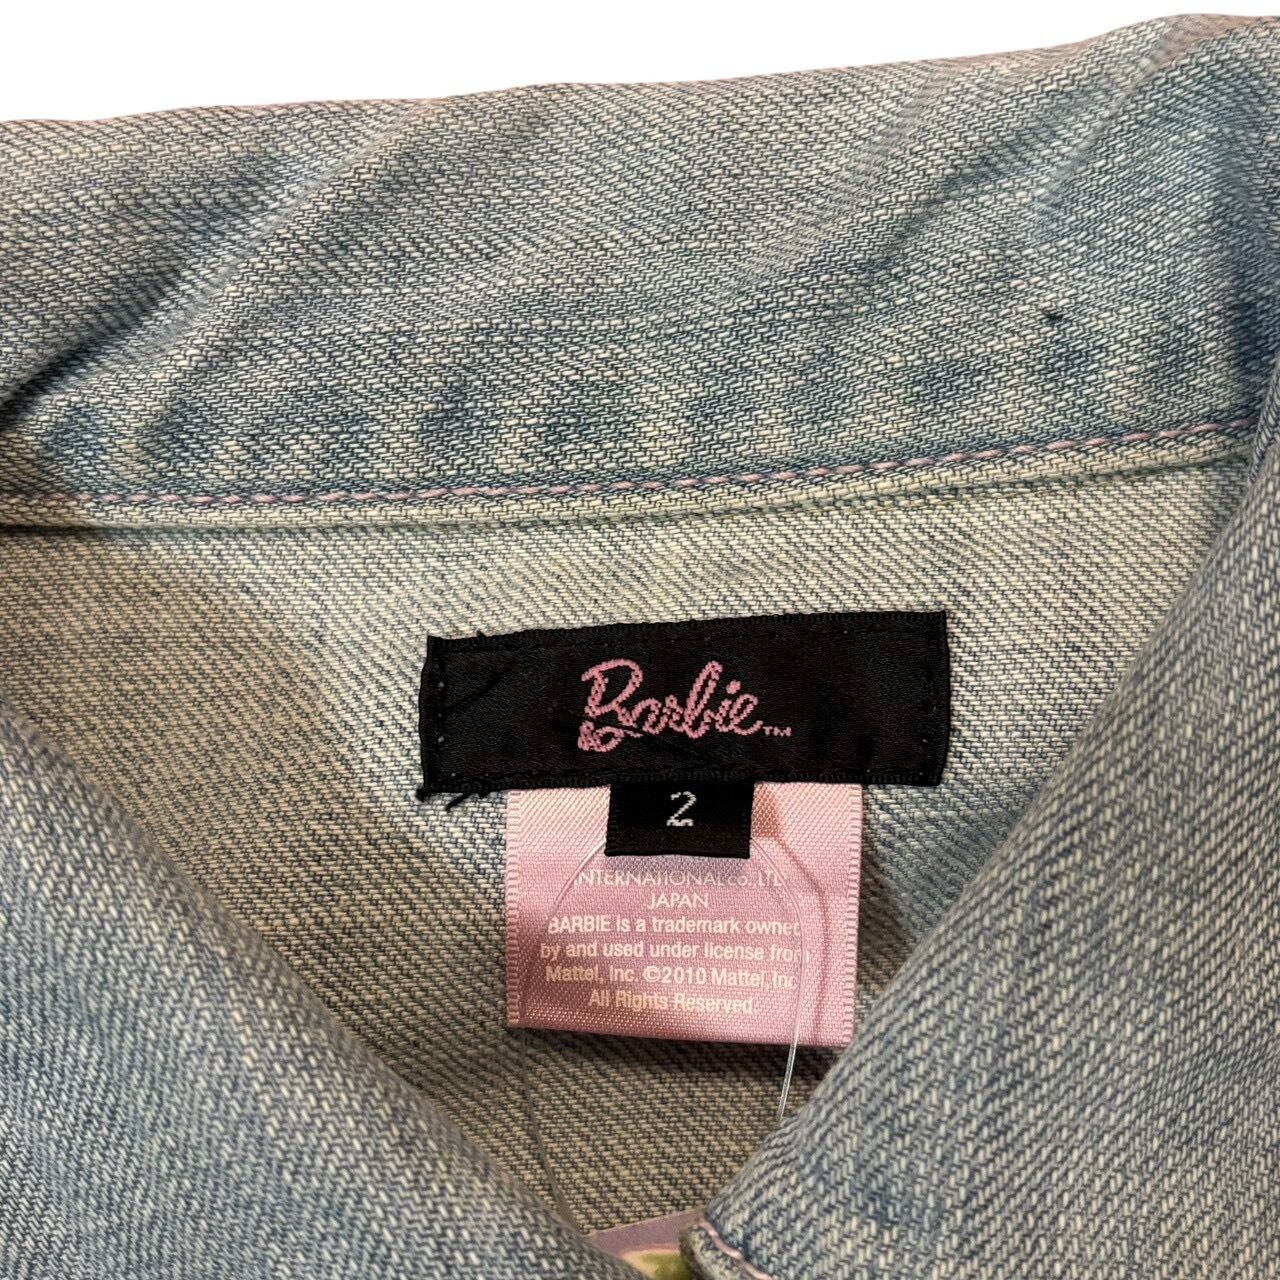 Barbie™
2
INTERNATIONAL CO., LTD
JAPAN
BARBIE is a trademark owned
by and used under license from
Mattel, Inc. ©2010 Mattel, Inc
All Rights Reserved.